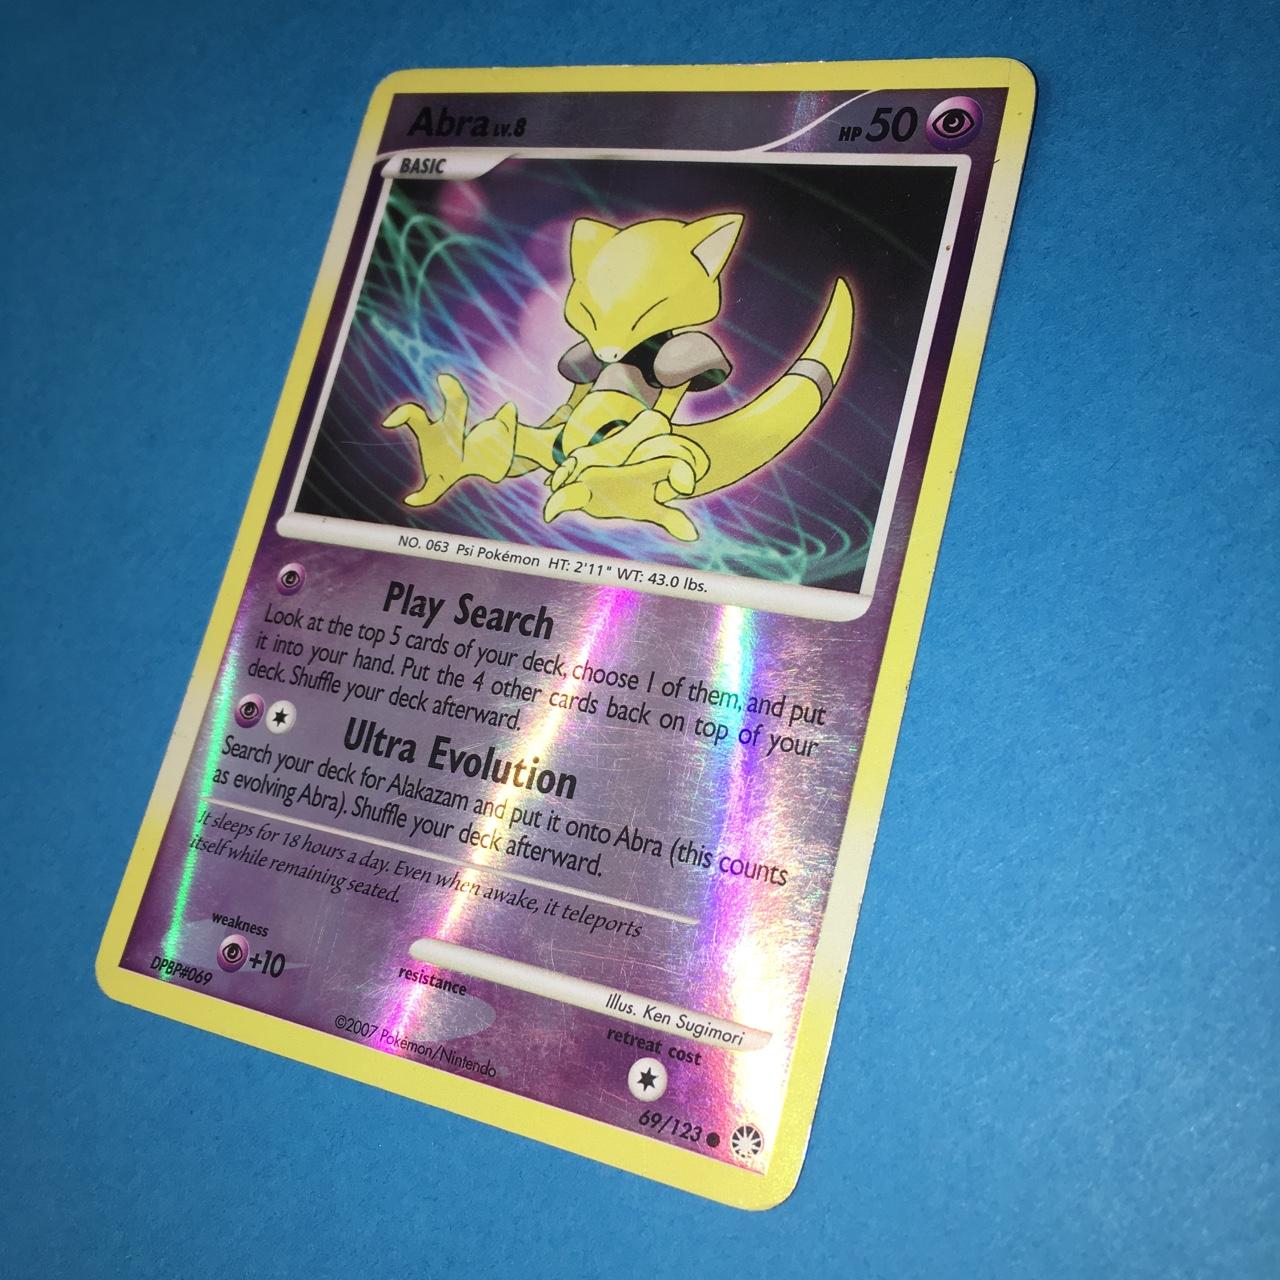 Abra LV.8
HP 50
BASIC
NO. 063 Psi Pokémon HT: 2'11" WT: 43.0 lbs.
Play Search
Look at the top 5 cards of your deck, choose 1 of them, and put
it into your hand. Put the 4 other cards back on top of your
deck. Shuffle your deck afterward.
Ultra Evolution
Search your deck for Alakazam and put it onto Abra (this counts
as evolving Abra). Shuffle your deck afterward.
It sleeps for 18 hours a day. Even when awake, it teleports
itself while remaining seated.
weakness
+10
DPBP#069
resistance
Illus. Ken Sugimori
©2007 Pokémon/Nintendo
retreat cost
69/123